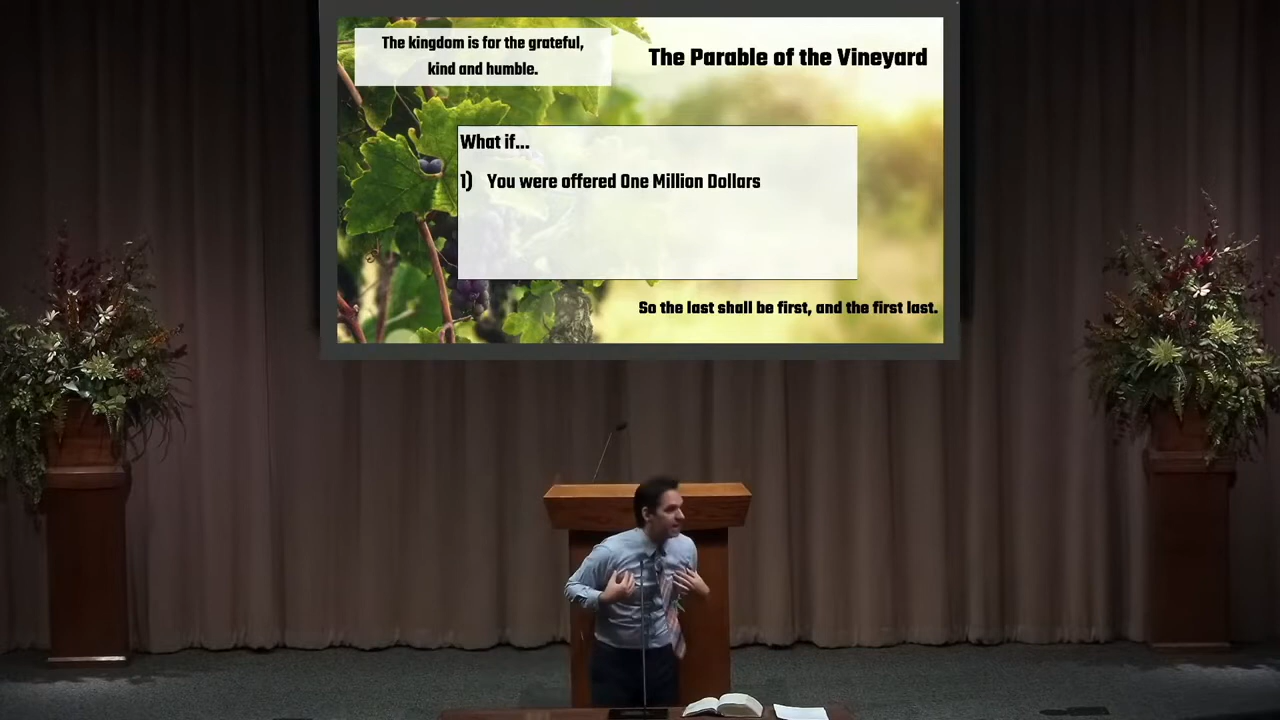 The kingdom is for the grateful,
kind and humble.
The Parable of the Vineyard
What if...
1) You were offered One Million Dollars
So the last shall be first, and the first last.